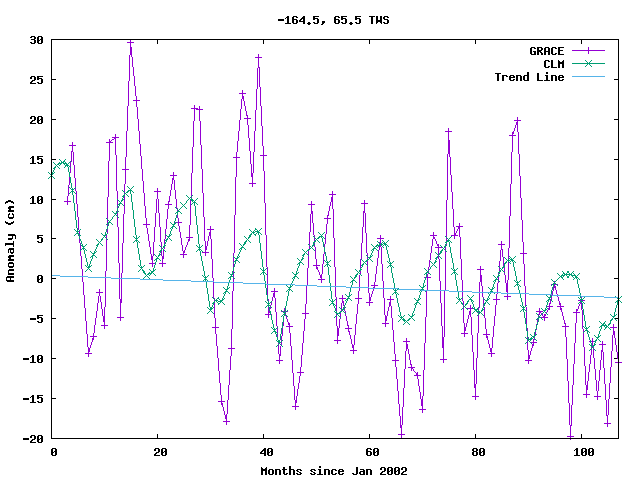 -164.5, 65.5 TWS
GRACE
CLM
Trend Line
30
25
20
15
10
5
0
-5
-10
-15
-20
Anomaly (cm)
0 20 40 60 80 100
Months since Jan 2002